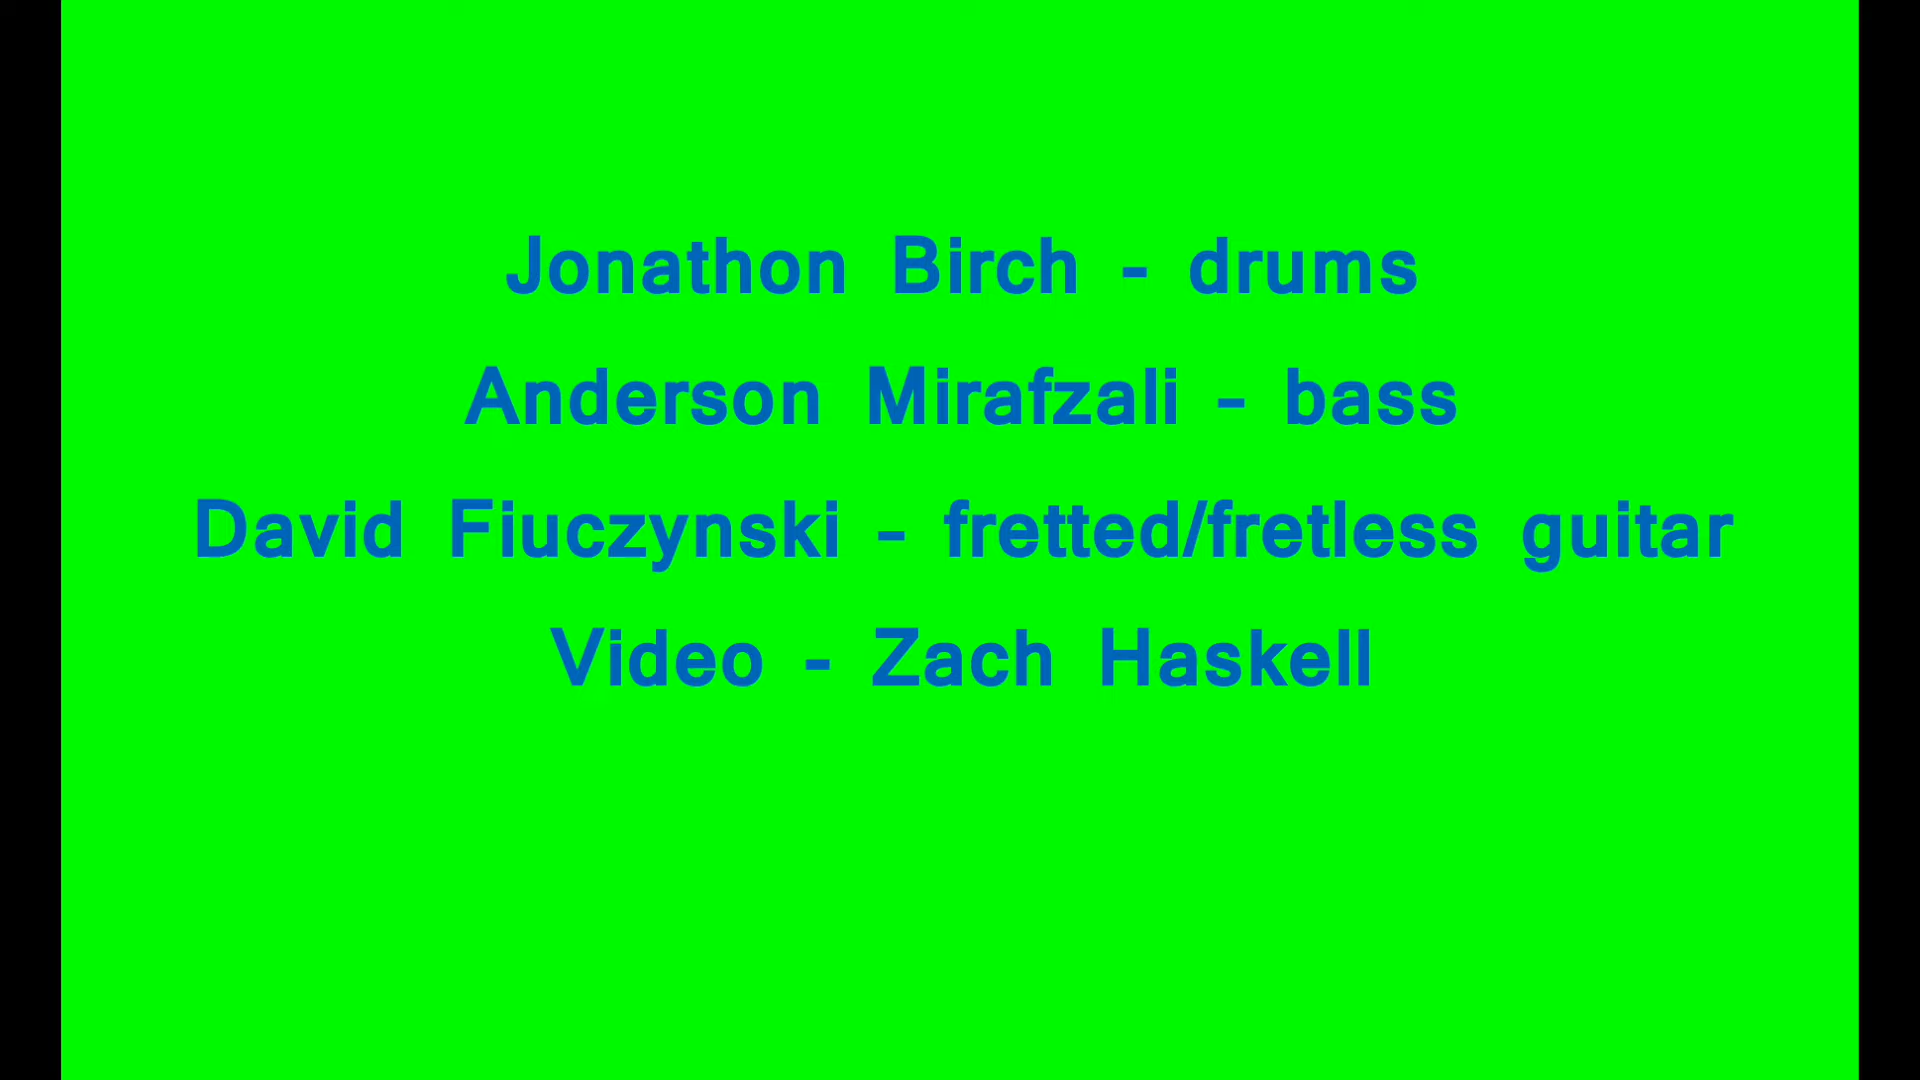 Jonathon Birch - drums
Anderson Mirafzali - bass
David Fiuczynski - fretted/fretless guitar
Video - Zach Haskell